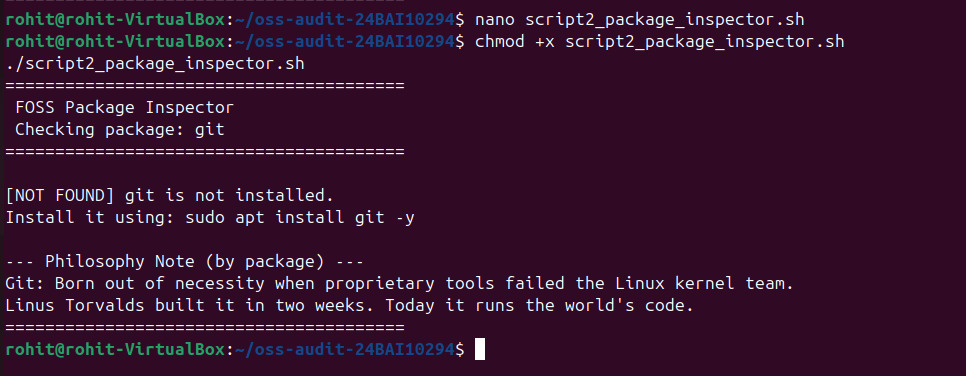 ========================================
rohit@rohit-VirtualBox:~/oss-audit-24BAI10294$ nano script2_package_inspector.sh
rohit@rohit-VirtualBox:~/oss-audit-24BAI10294$ chmod +x script2_package_inspector.sh
./script2_package_inspector.sh
========================================
 FOSS Package Inspector
 Checking package: git
========================================

[NOT FOUND] git is not installed.
Install it using: sudo apt install git -y

--- Philosophy Note (by package) ---
Git: Born out of necessity when proprietary tools failed the Linux kernel team.
Linus Torvalds built it in two weeks. Today it runs the world's code.
========================================
rohit@rohit-VirtualBox:~/oss-audit-24BAI10294$